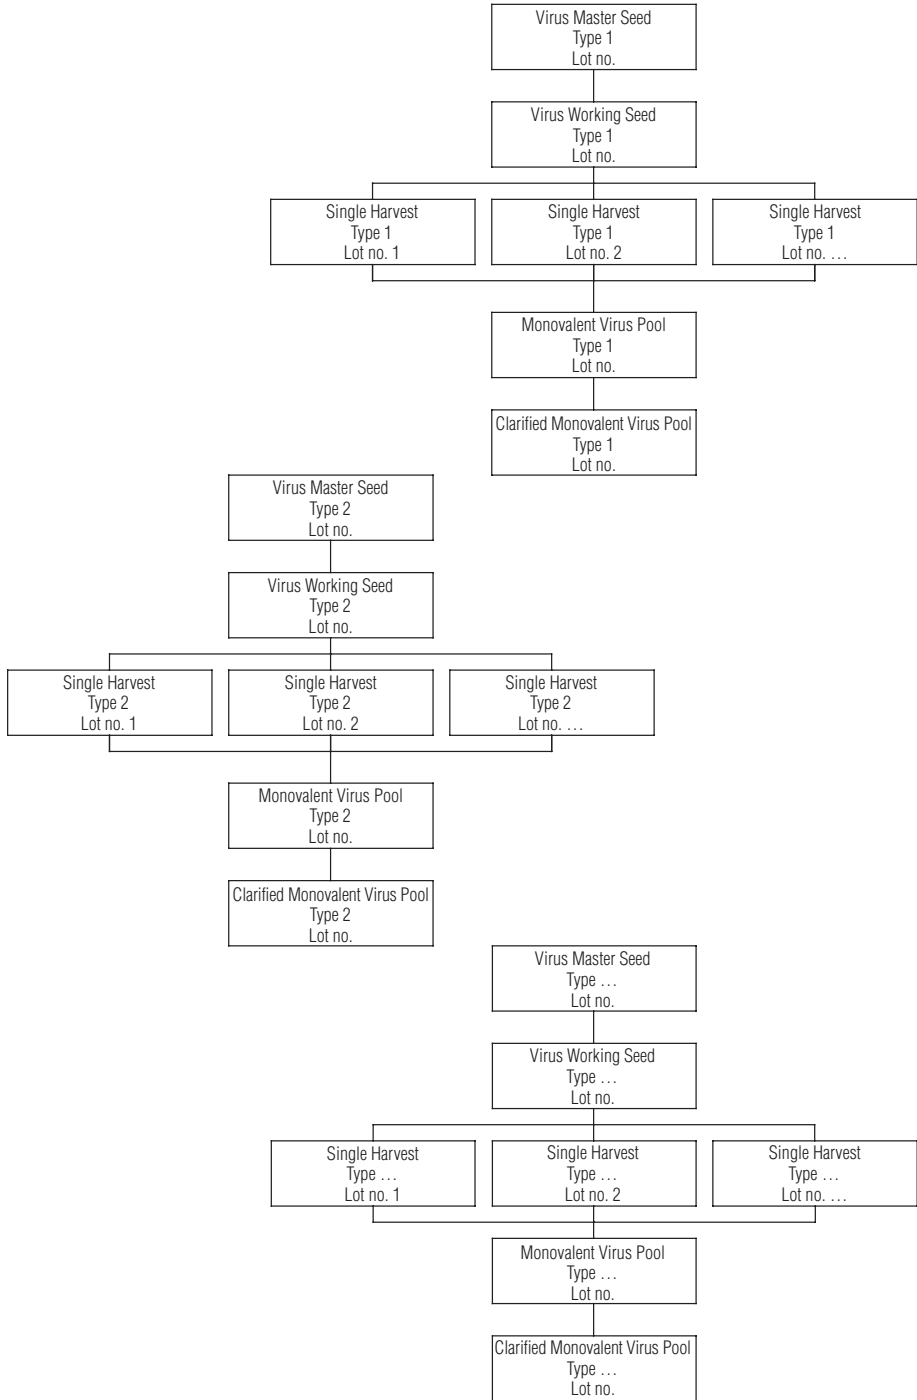 Virus Master Seed
Type 1
Lot no.
Virus Working Seed
Type 1
Lot no.
Single Harvest
Type 1
Lot no. 1
Single Harvest
Type 1
Lot no. 2
Single Harvest
Type 1
Lot no. …
Monovalent Virus Pool
Type 1
Lot no.
Clarified Monovalent Virus Pool
Type 1
Lot no.
Virus Master Seed
Type 2
Lot no.
Virus Working Seed
Type 2
Lot no.
Single Harvest
Type 2
Lot no. 1
Single Harvest
Type 2
Lot no. 2
Single Harvest
Type 2
Lot no. …
Monovalent Virus Pool
Type 2
Lot no.
Clarified Monovalent Virus Pool
Type 2
Lot no.
Virus Master Seed
Type …
Lot no.
Virus Working Seed
Type …
Lot no.
Single Harvest
Type …
Lot no. 1
Single Harvest
Type …
Lot no. 2
Single Harvest
Type …
Lot no. …
Monovalent Virus Pool
Type …
Lot no.
Clarified Monovalent Virus Pool
Type …
Lot no.